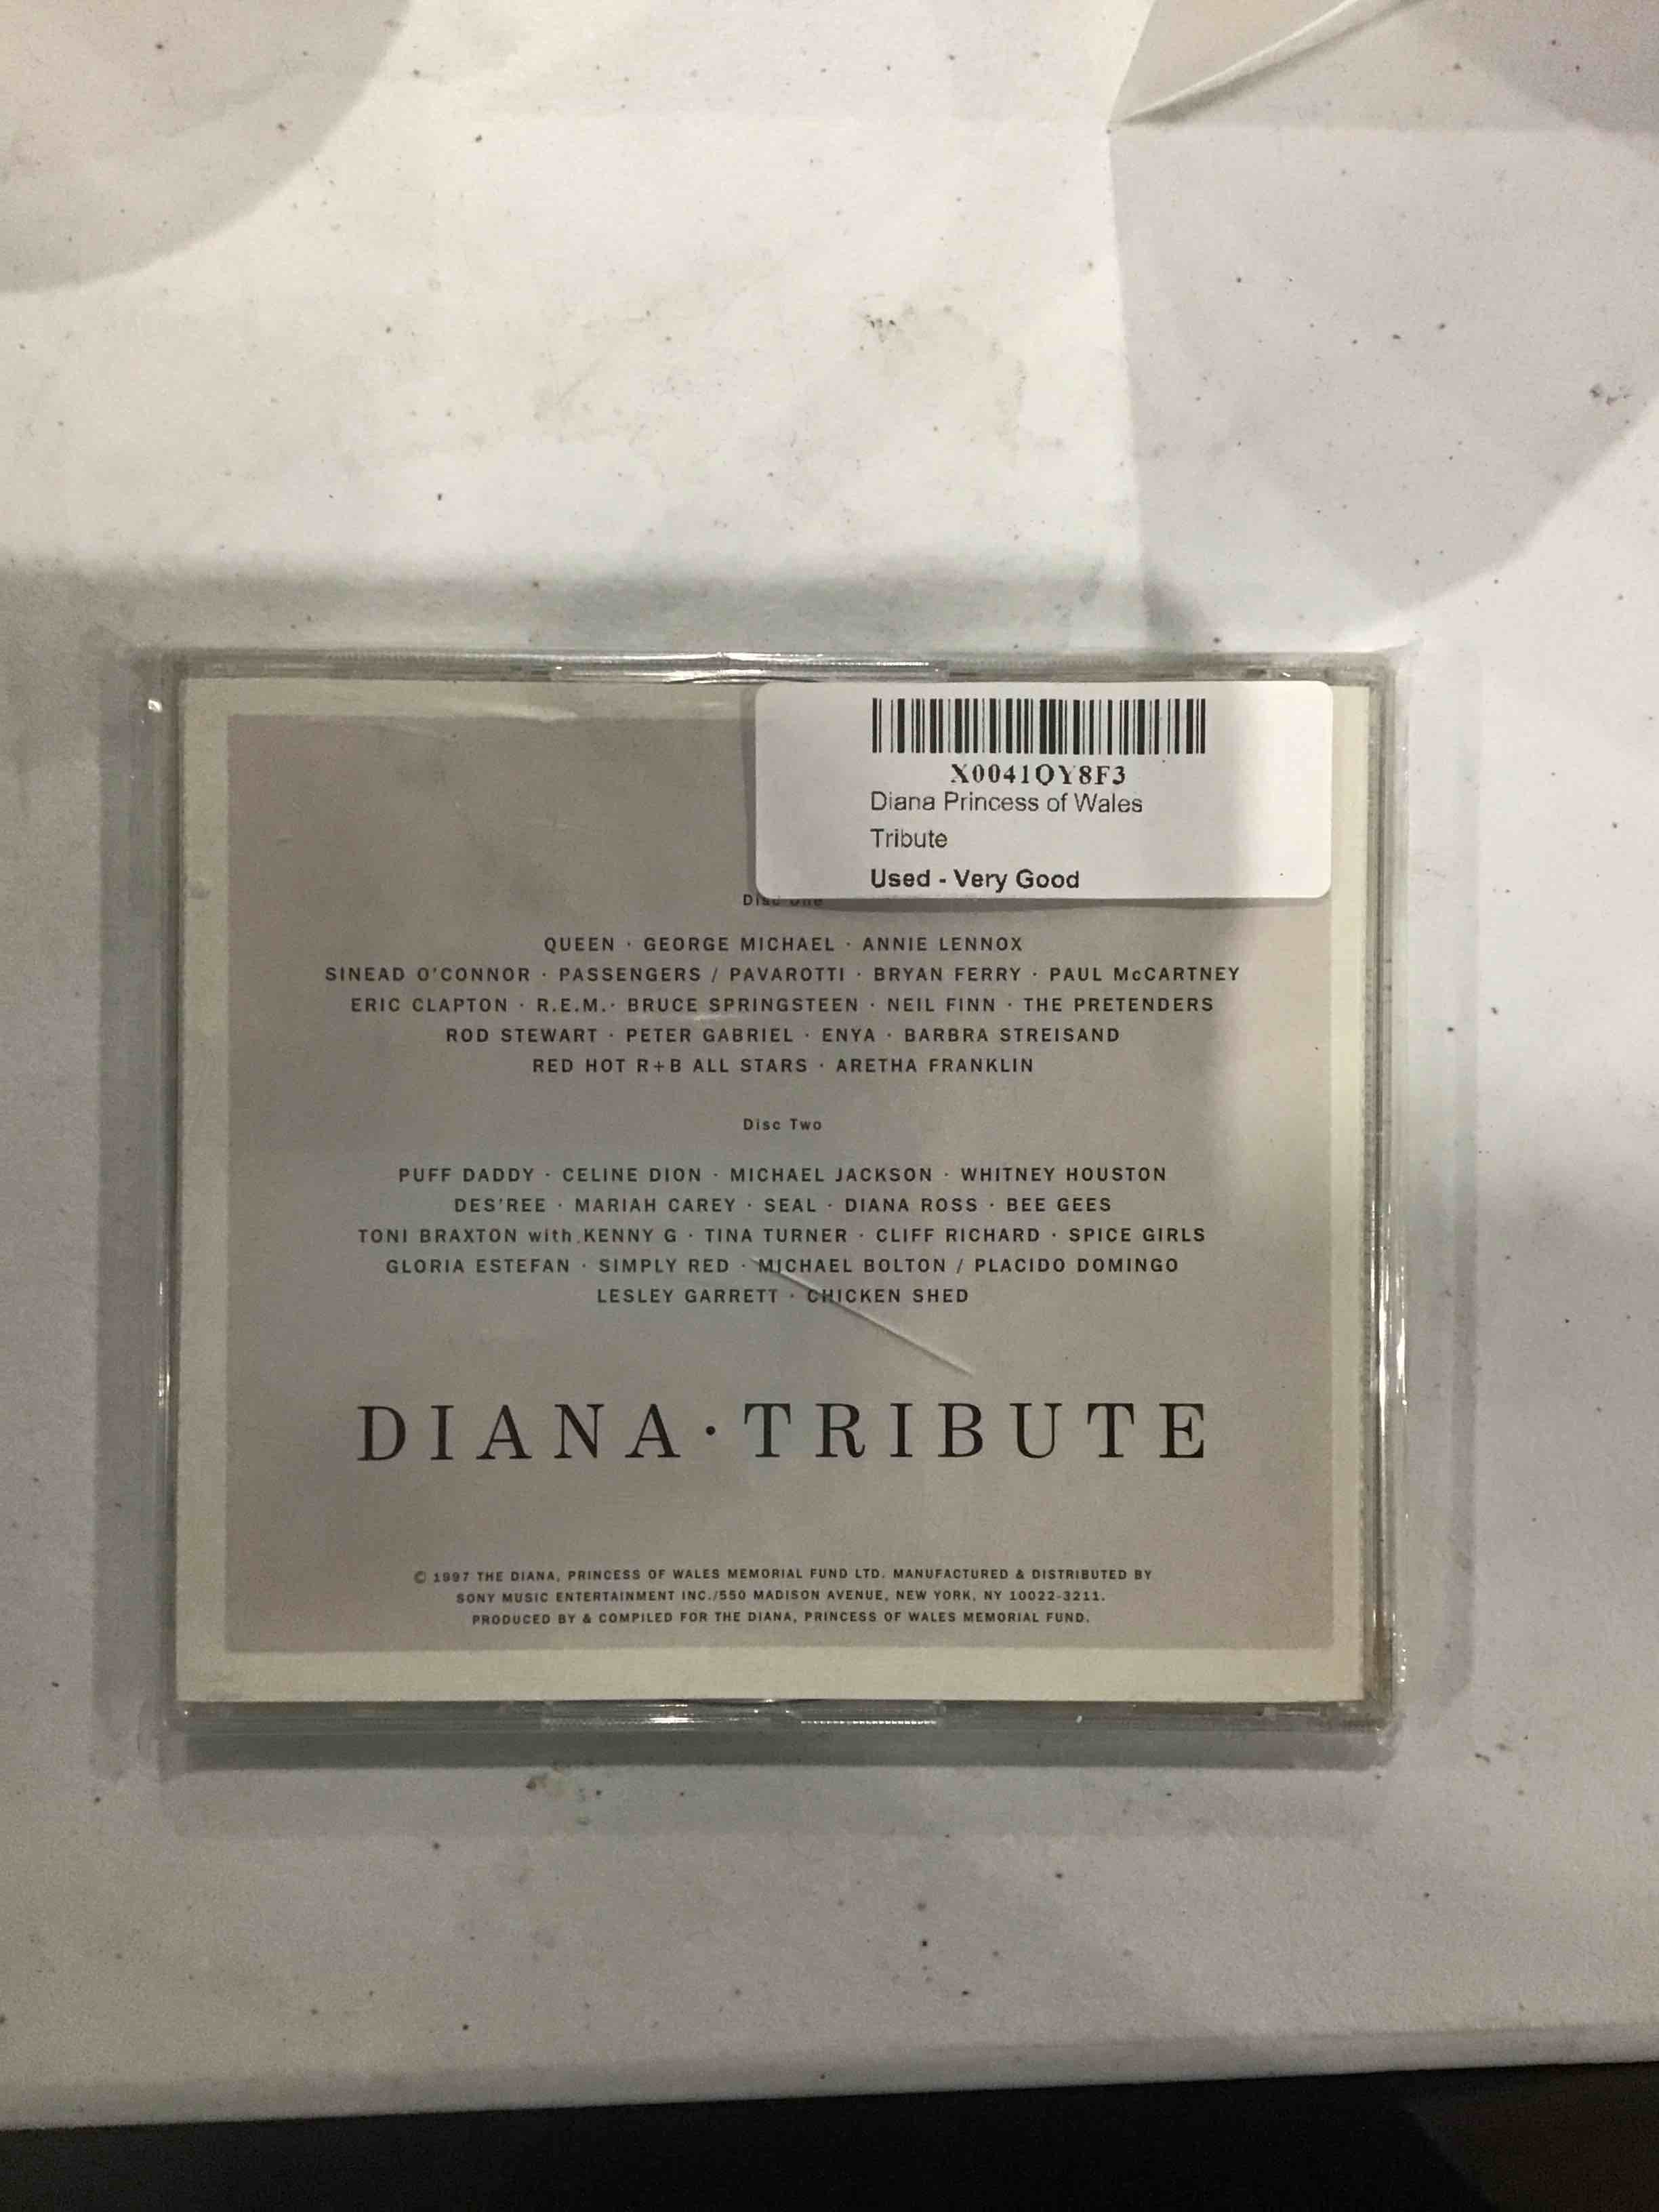 X0041QY8F3
Diana Princess of Wales
Tribute
Used - Very Good
QUEEN · GEORGE MICHAEL · ANNIE LENNOX
SINEAD O'CONNOR · PASSENGERS / PAVAROTTI · BRYAN FERRY · PAUL McCARTNEY
ERIC CLAPTON · R.E.M. · BRUCE SPRINGSTEEN · NEIL FINN · THE PRETENDERS
ROD STEWART · PETER GABRIEL · ENYA · BARBRA STREISAND
RED HOT R+B ALL STARS · ARETHA FRANKLIN
Disc Two
PUFF DADDY · CELINE DION · MICHAEL JACKSON · WHITNEY HOUSTON
DES'REE · MARIAH CAREY · SEAL · DIANA ROSS · BEE GEES
TONI BRAXTON with KENNY G · TINA TURNER · CLIFF RICHARD · SPICE GIRLS
GLORIA ESTEFAN · SIMPLY RED · MICHAEL BOLTON / PLACIDO DOMINGO
LESLEY GARRETT · CHICKEN SHED
DIANA·TRIBUTE
© 1997 THE DIANA, PRINCESS OF WALES MEMORIAL FUND LTD. MANUFACTURED & DISTRIBUTED BY
SONY MUSIC ENTERTAINMENT INC./550 MADISON AVENUE, NEW YORK, NY 10022-3211.
PRODUCED BY & COMPILED FOR THE DIANA, PRINCESS OF WALES MEMORIAL FUND.